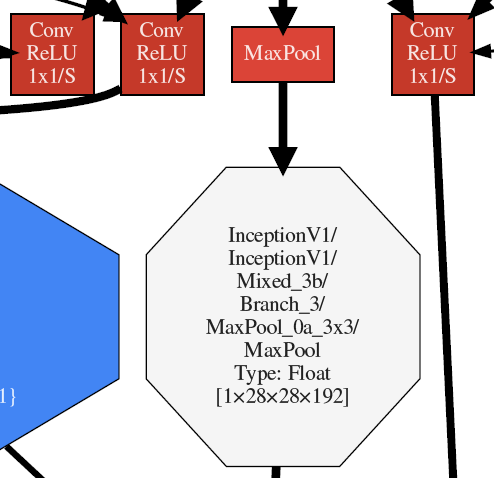 Conv
ReLU
1x1/S
Conv
ReLU
1x1/S
MaxPool
Conv
ReLU
1x1/S
InceptionV1/
InceptionV1/
Mixed_3b/
Branch_3/
MaxPool_0a_3x3/
MaxPool
Type: Float
[1×28×28×192]
1}